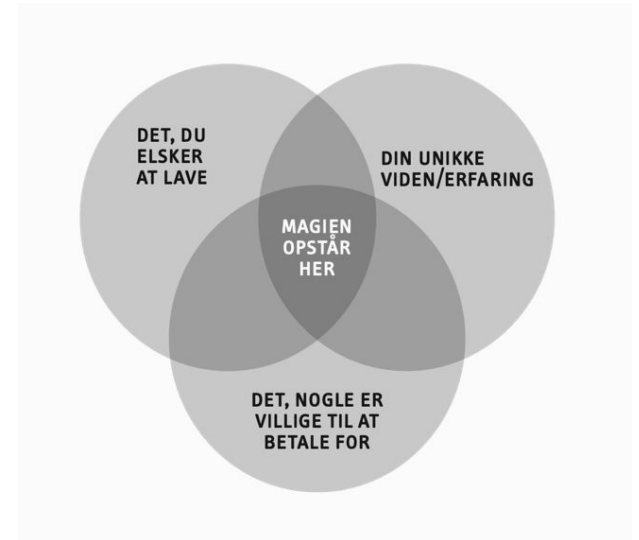 DET, DU
ELSKER
AT LAVE
DIN UNIKKE
VIDEN/ERFARING
MAGIEN
OPSTÅR
HER
DET, NOGLE ER
VILLIGE TIL AT
BETALE FOR